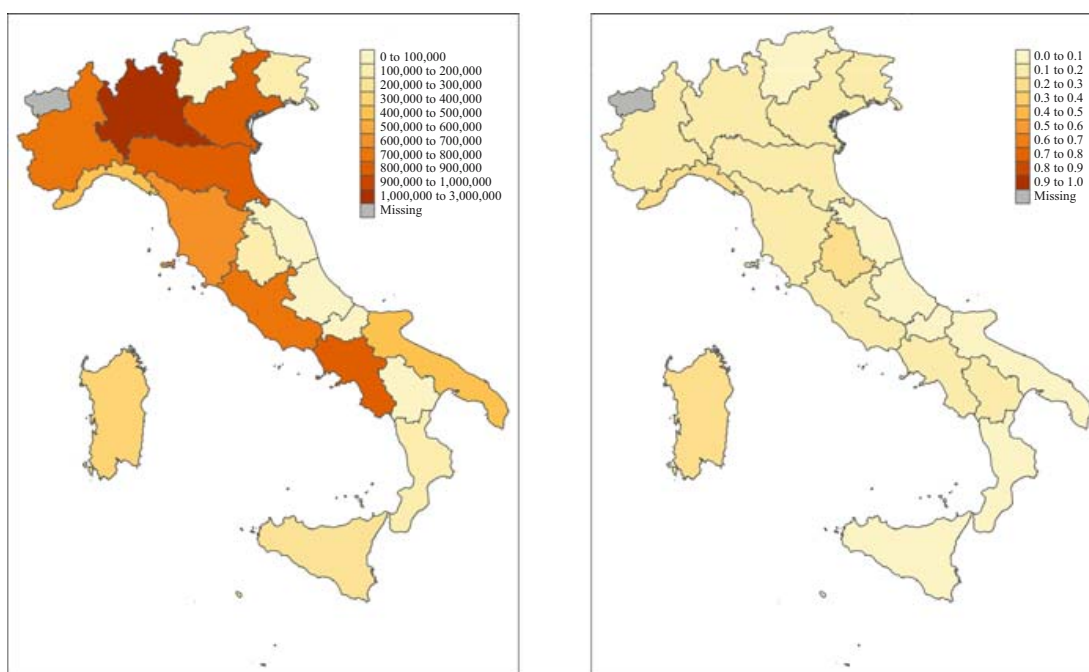 0 to 100,000
100,000 to 200,000
200,000 to 300,000
300,000 to 400,000
400,000 to 500,000
500,000 to 600,000
600,000 to 700,000
700,000 to 800,000
800,000 to 900,000
900,000 to 1,000,000
1,000,000 to 3,000,000
Missing
0.0 to 0.1
0.1 to 0.2
0.2 to 0.3
0.3 to 0.4
0.4 to 0.5
0.5 to 0.6
0.6 to 0.7
0.7 to 0.8
0.8 to 0.9
0.9 to 1.0
Missing